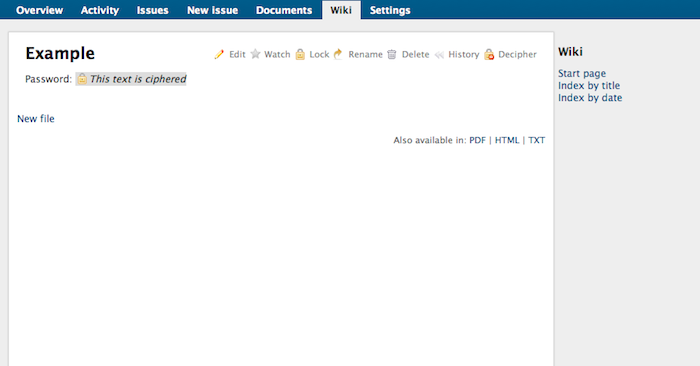 Overview Activity Issues New issue Documents Wiki Settings
Example
Edit Watch Lock Rename Delete History Decipher
Password: This text is ciphered
New file
Also available in: PDF | HTML | TXT
Wiki
Start page
Index by title
Index by date